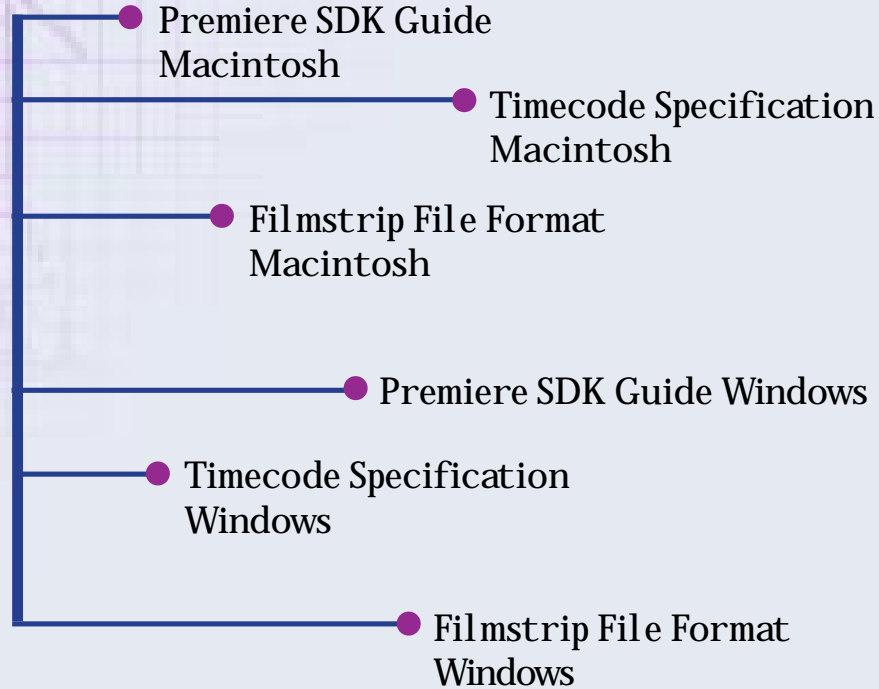 Premiere SDK Guide
Macintosh
Timecode Specification
Macintosh
Filmstrip File Format
Macintosh
Premiere SDK Guide Windows
Timecode Specification
Windows
Filmstrip File Format
Windows